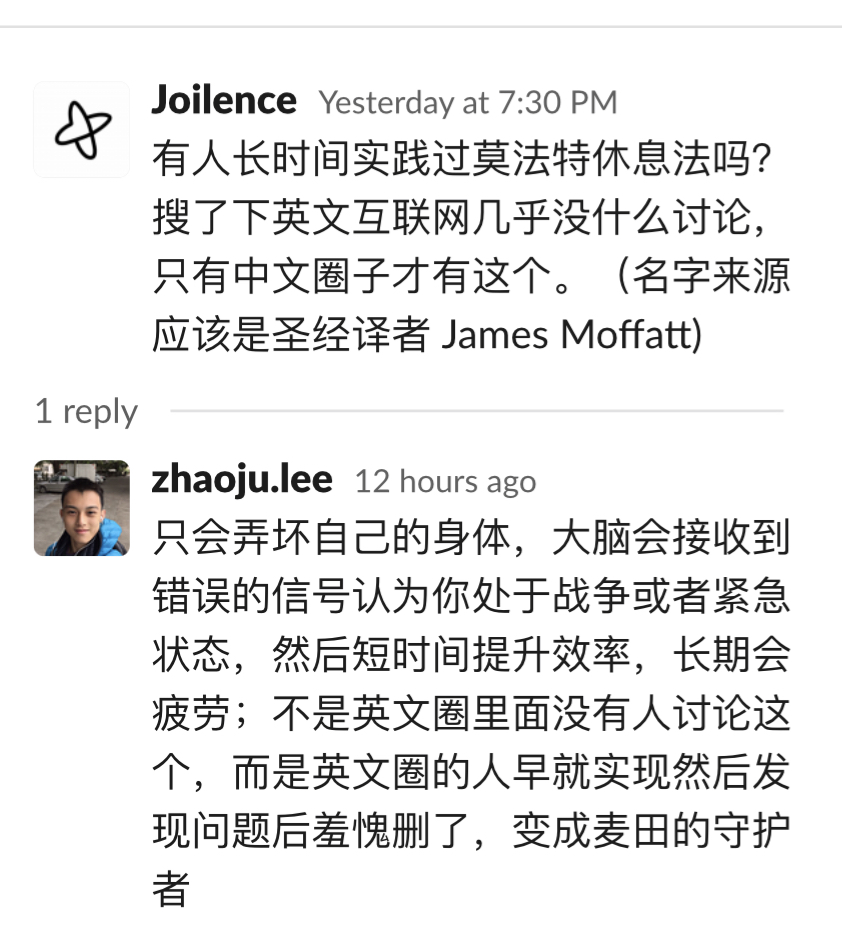 Joilence Yesterday at 7:30 PM
有人长时间实践过莫法特休息法吗？
搜了下英文互联网几乎没什么讨论，
只有中文圈子才有这个。（名字来源
应该是圣经译者 James Moffatt)
1 reply
zhaoju.lee 12 hours ago
只会弄坏自己的身体，大脑会接收到
错误的信号认为你处于战争或者紧急
状态，然后短时间提升效率，长期会
疲劳；不是英文圈里面没有人讨论这
个，而是英文圈的人早就实现然后发
现问题后羞愧删了，变成麦田的守护
者